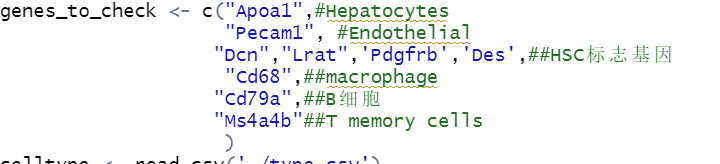 genes_to_check <- c("Apoa1",#Hepatocytes
"Pecam1", #Endothelial
"Dcn","Lrat",'Pdgfrb','Des',##HSC标志基因
"Cd68",##macrophage
"Cd79a",##B细胞
"Ms4a4b"##T memory cells
)
celltype <- read.csv('./type.csv')